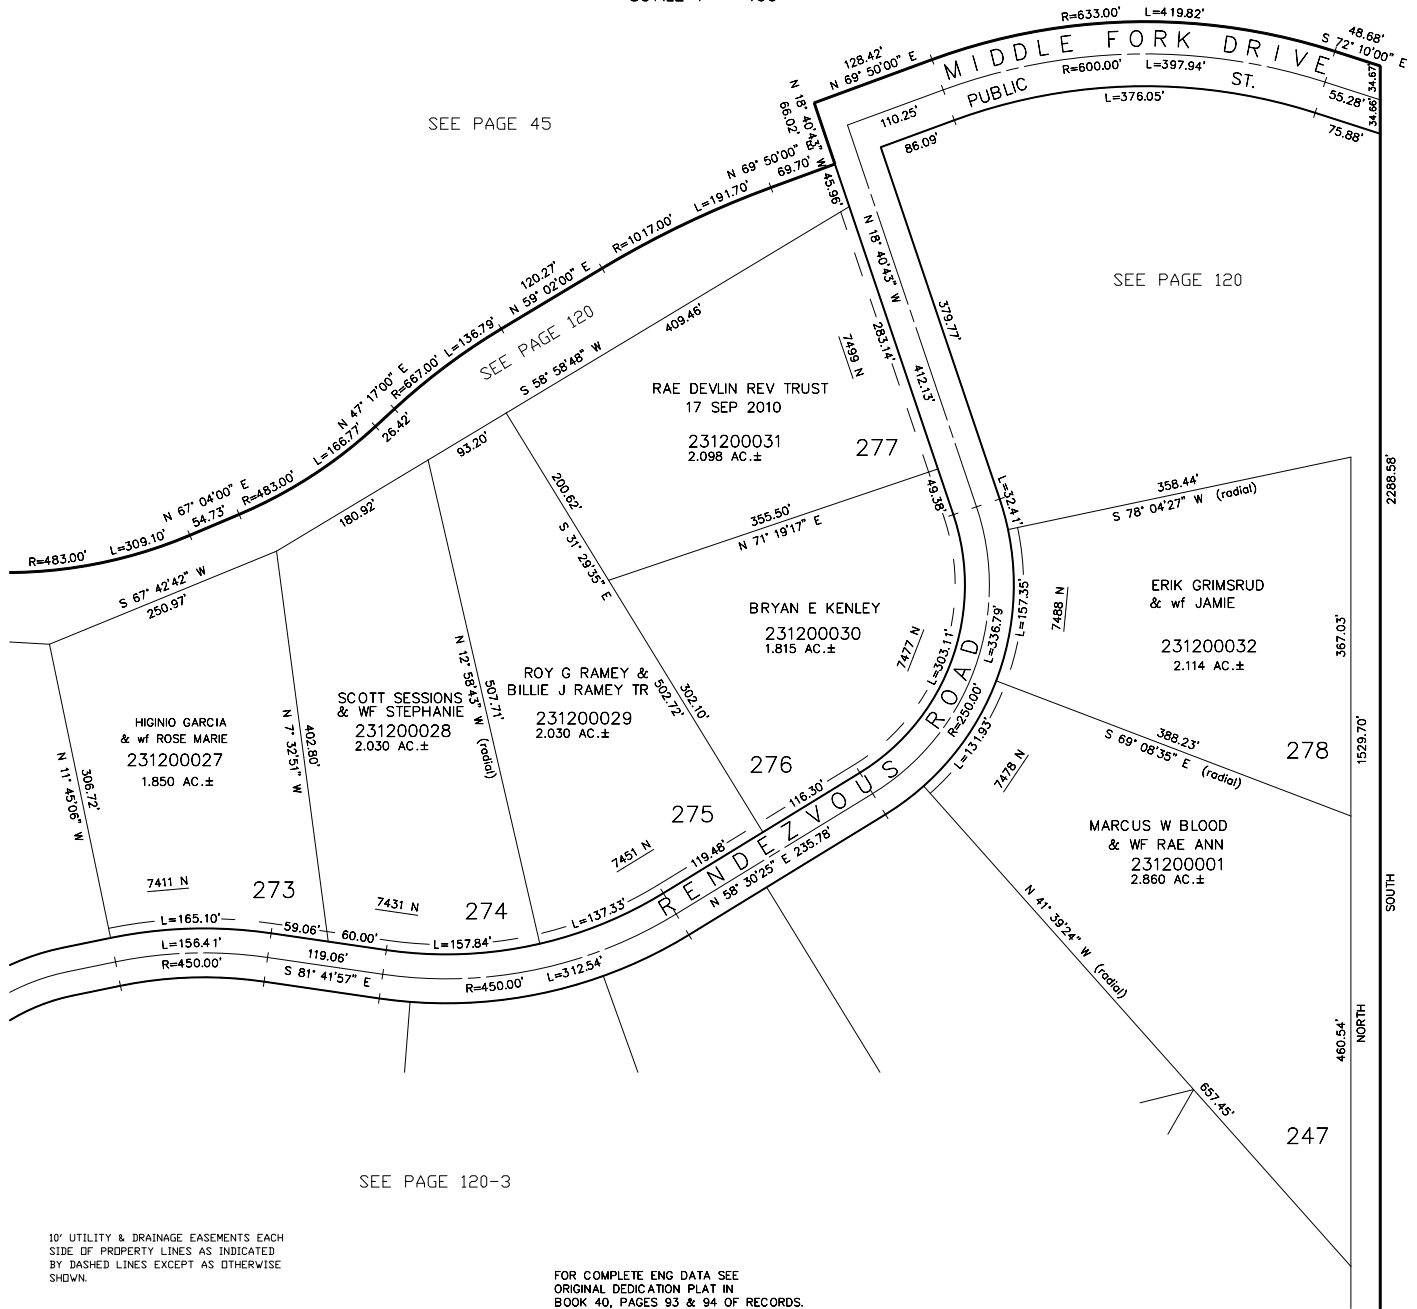 R=633.00'
L=419.82'
48.68'
S 72° 10'00" E
128.42'
N 69° 50'00" E
MIDDLE FORK DRIVE
R=600.00'
L=397.94'
PUBLIC
ST.
L=376.05'
34.67'
34.66'
55.28'
75.88'
110.25'
86.09'
N 18° 40'43" W
66.02'
SEE PAGE 45
N 69° 50'00" E
69.70'
45.96'
L=191.70'
R=1017.00'
120.27'
N 59° 02'00" E
L=136.79'
R=667.00'
N 47° 17'00" E
26.42'
L=166.77'
R=483.00'
N 67° 04'00" E
54.73'
L=309.10'
R=483.00'
SEE PAGE 120
SEE PAGE 120
S 58° 58'48" W
409.46'
93.20'
180.92'
S 67° 42'42" W
250.97'
N 18° 40'43" W
283.14'
412.13'
379.77'
7499 N
RAE DEVLIN REV TRUST
17 SEP 2010
231200031
2.098 AC.±
277
200.62'
S 31° 29'35" E
355.50'
N 71° 19'17" E
49.38'
L=32.41'
358.44'
S 78° 04'27" W (radial)
2288.58'
BRYAN E KENLEY
231200030
1.815 AC.±
7477 N
L=303.11'
L=336.79'
L=157.35'
7488 N
ERIK GRIMSRUD
& wf JAMIE
231200032
2.114 AC.±
367.03'
ROY G RAMEY &
BILLIE J RAMEY TR
231200029
2.030 AC.±
302.10'
502.72'
N 12° 58'43" W (radial)
507.71'
SCOTT SESSIONS
& WF STEPHANIE
231200028
2.030 AC.±
402.80'
N 7° 32'51" W
HIGINIO GARCIA
& wf ROSE MARIE
231200027
1.850 AC.±
306.72'
N 11° 45'06" W
R=250.00'
L=131.93'
388.23'
S 69° 08'35" E (radial)
278
1529.70'
276
275
116.30'
119.48'
RENDEZVOUS ROAD
N 58° 30'25" E 235.78'
7451 N
7478 N
MARCUS W BLOOD
& WF RAE ANN
231200001
2.860 AC.±
7411 N
273
7431 N
274
L=165.10'
59.06'
60.00'
L=157.84'
L=137.33'
L=156.41'
119.06'
R=450.00'
S 81° 41'57" E
R=450.00'
L=312.54'
N 41° 39'24" W (radial)
657.45'
SOUTH
NORTH
460.54'
247
SEE PAGE 120-3
10' UTILITY & DRAINAGE EASEMENTS EACH
SIDE OF PROPERTY LINES AS INDICATED
BY DASHED LINES EXCEPT AS OTHERWISE
SHOWN.
FOR COMPLETE ENG DATA SEE
ORIGINAL DEDICATION PLAT IN
BOOK 40, PAGES 93 & 94 OF RECORDS.